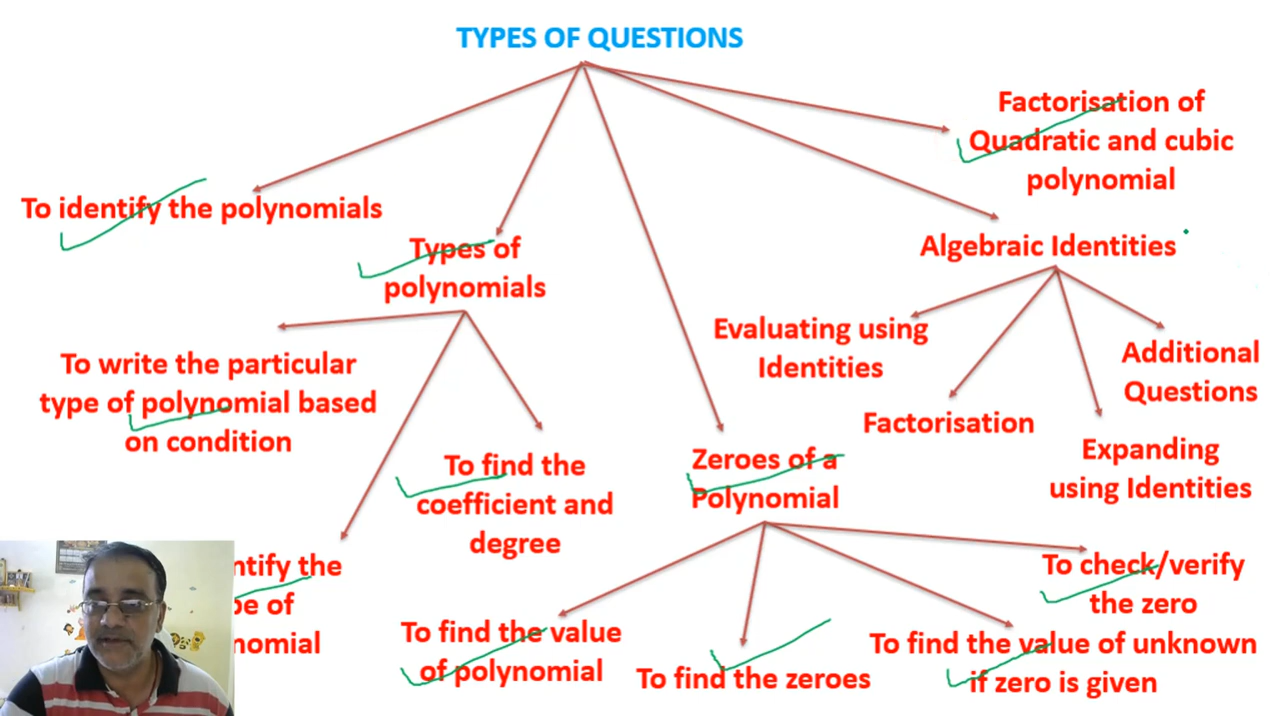 TYPES OF QUESTIONS
Factorisation of
Quadratic and cubic
polynomial
To identify the polynomials
Types of
polynomials
Algebraic Identities
To write the particular
type of polynomial based
on condition
To find the
coefficient and
degree
ntify the
pe of
nomial
Zeroes of a
Polynomial
Evaluating using
Identities
Factorisation
Expanding
using Identities
Additional
Questions
To find the value
of polynomial
To find the zeroes
To find the value of unknown
if zero is given
To check/verify
the zero